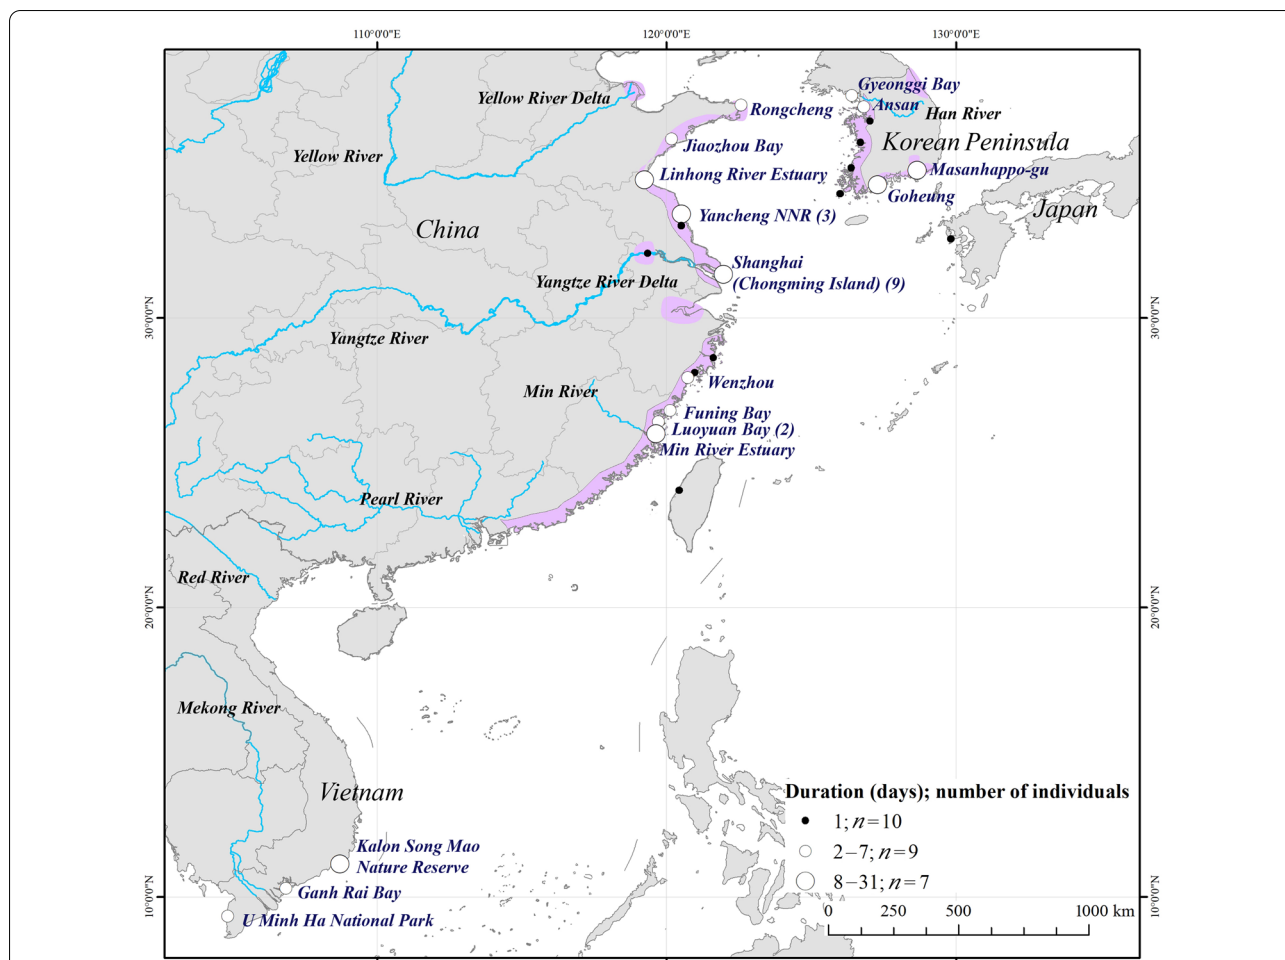 110°0'0"E
120°0'0"E
130°0'0"E
Gyeonggi Bay
Yellow River Delta
Ansan
Rongcheng
Han River
Korean Peninsula
Jiaozhou Bay
Yellow River
Linhong River Estuary
Masanhappo-gu
Goheung
Japan
Yancheng NNR (3)
China
Shanghai
(Chongming Island) (9)
Yangtze River Delta
30°0'0"N
30°0'0"N
Yangtze River
Wenzhou
Min River
Funing Bay
Luoyuan Bay (2)
Min River Estuary
Pearl River
Red River
20°0'0"N
20°0'0"N
Mekong River
Vietnam
Duration (days); number of individuals
1; n=10
Kalon Song Mao
Nature Reserve
2–7; n=9
8–31; n=7
Ganh Rai Bay
10°0'0"N
10°0'0"N
U Minh Ha National Park
0 250 500 1000 km